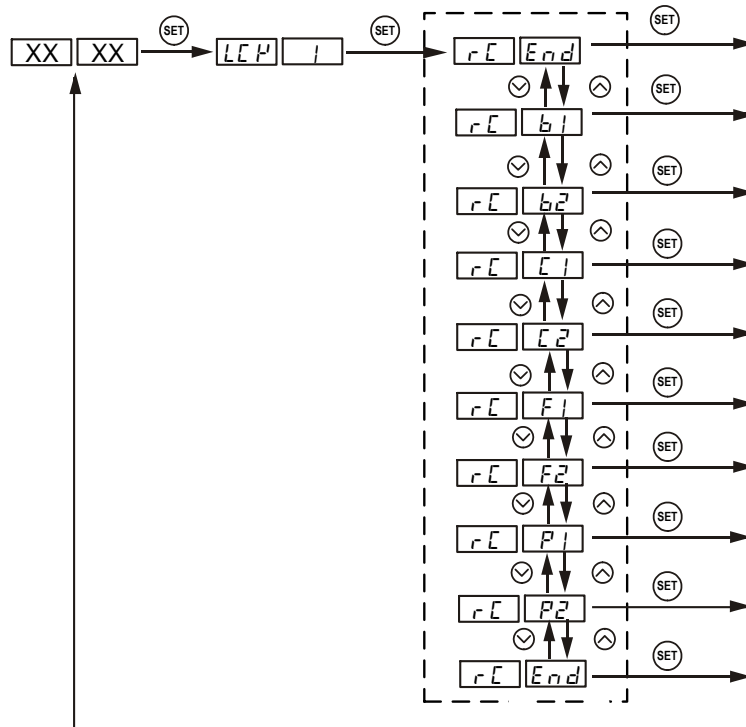 SET SET SET
XX XX LCK 1 rC End
SET
rC b1
SET
rC b2
SET
rC C1
SET
rC C2
SET
rC F1
SET
rC F2
SET
rC P1
SET
rC P2
SET
rC End